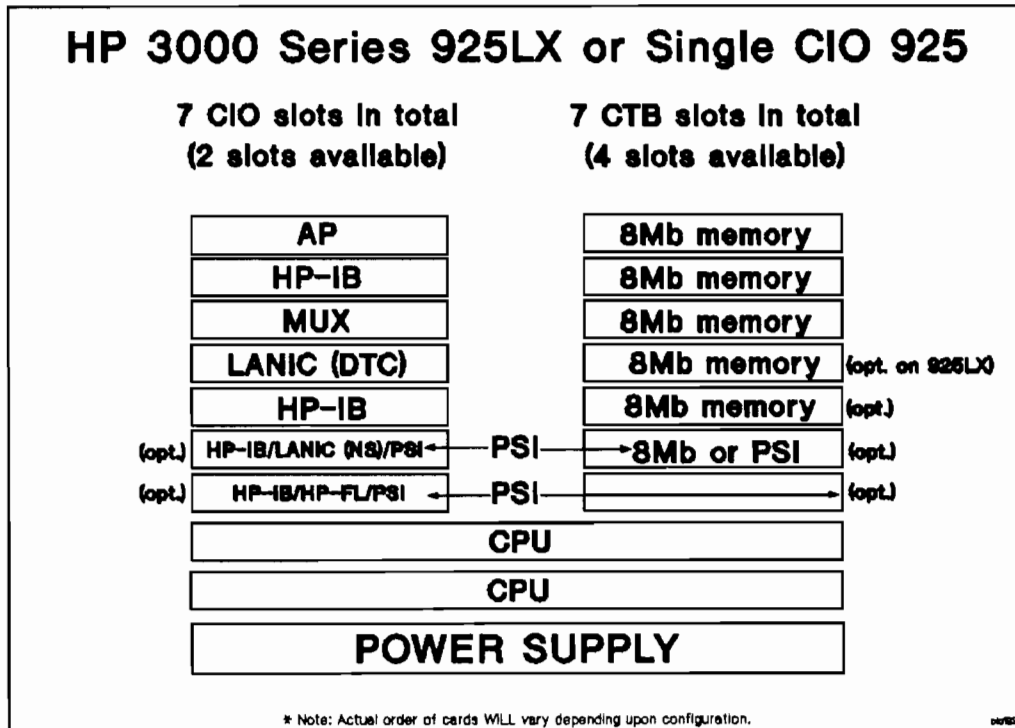 HP 3000 Series 925LX or Single CIO 925
7 CIO slots in total
(2 slots available)
7 CTB slots in total
(4 slots available)
AP
8Mb memory
HP-IB
8Mb memory
MUX
8Mb memory
LANIC (DTC)
8Mb memory (opt. on 925LX)
HP-IB
8Mb memory (opt.)
(opt.) HP-IB/LANIC (NS)/PSI PSI 8Mb or PSI (opt.)
(opt.) HP-IB/HP-FL/PSI PSI (opt.)
CPU
CPU
POWER SUPPLY
* Note: Actual order of cards WILL vary depending upon configuration.